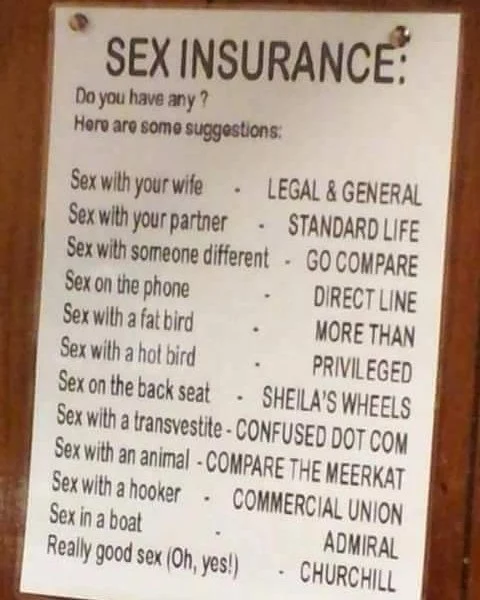 SEX INSURANCE:
Do you have any ?
Here are some suggestions:
Sex with your wife - LEGAL & GENERAL
Sex with your partner - STANDARD LIFE
Sex with someone different - GO COMPARE
Sex on the phone - DIRECT LINE
Sex with a fat bird - MORE THAN
Sex with a hot bird - PRIVILEGED
Sex on the back seat - SHEILA'S WHEELS
Sex with a transvestite - CONFUSED DOT COM
Sex with an animal - COMPARE THE MEERKAT
Sex with a hooker - COMMERCIAL UNION
Sex in a boat - ADMIRAL
Really good sex (Oh, yes!) - CHURCHILL